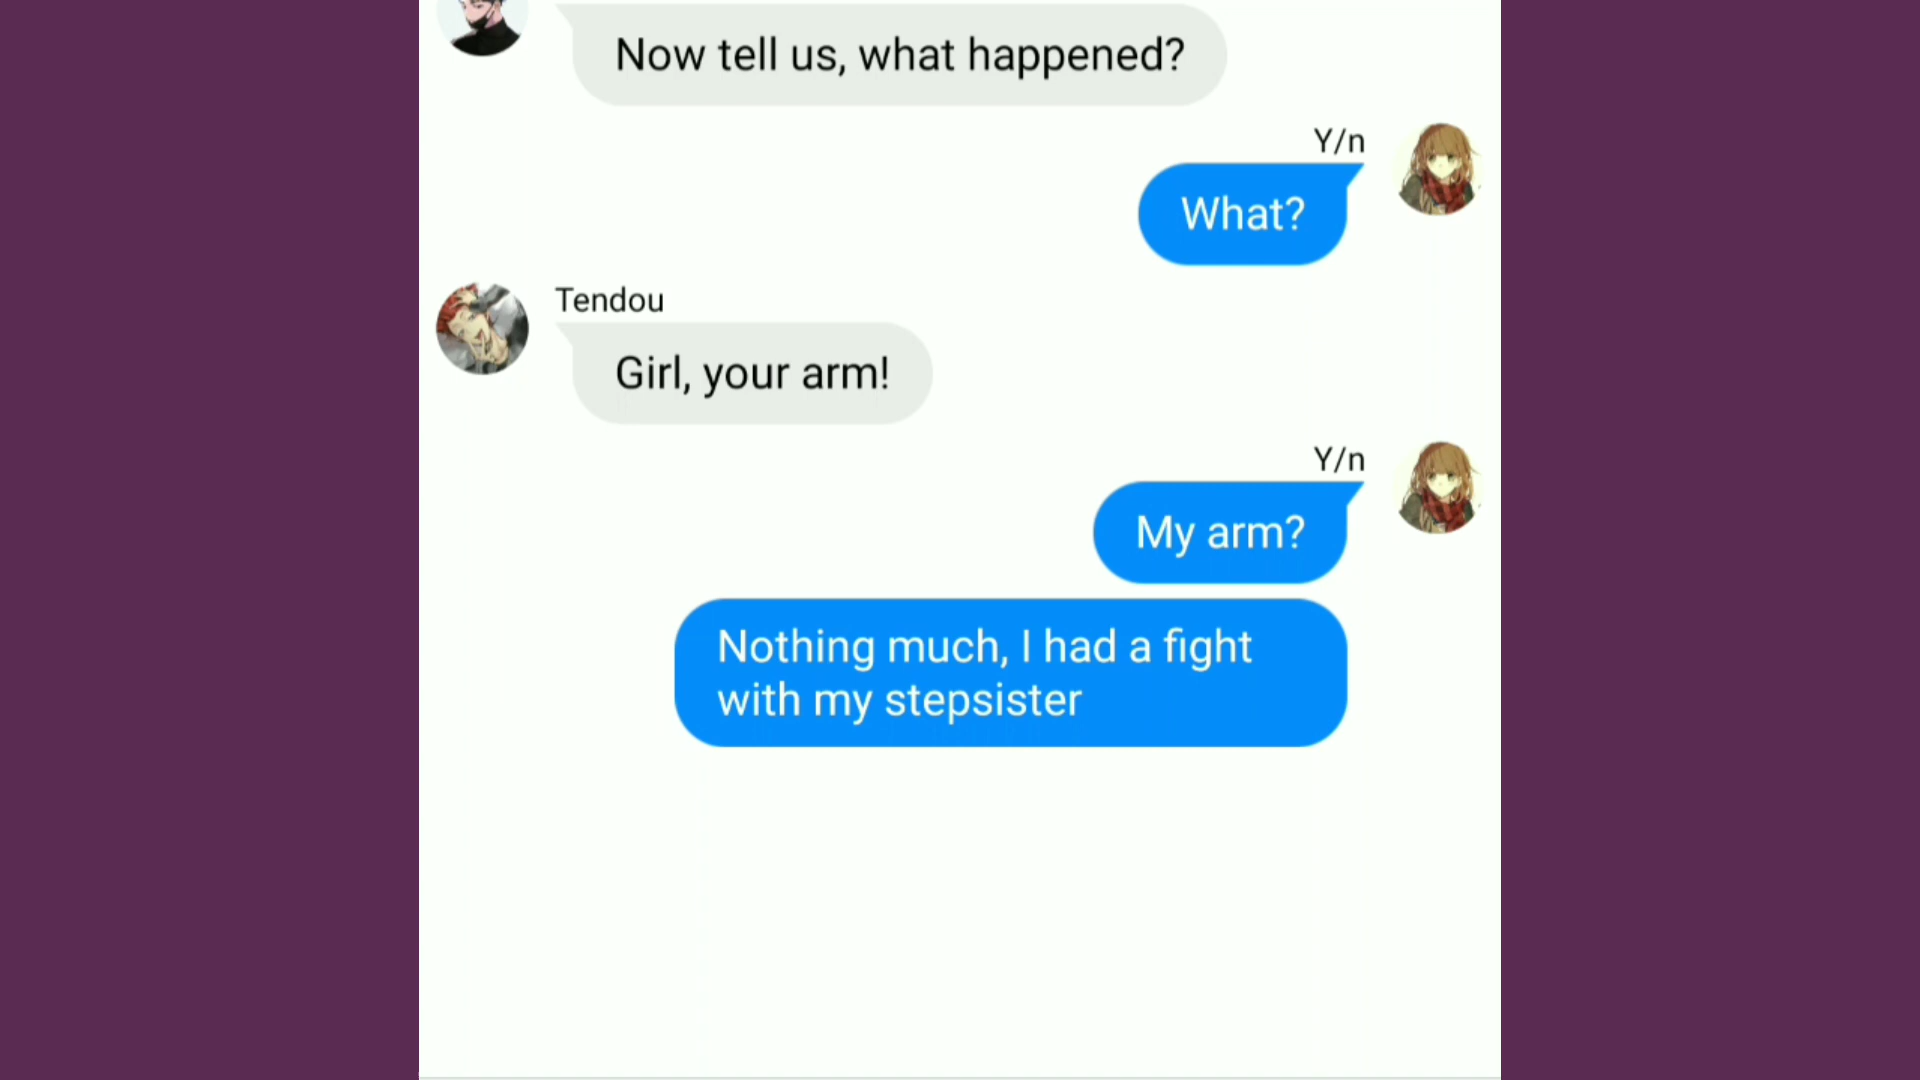 Now tell us, what happened?
Y/n
What?
Tendou
Girl, your arm!
Y/n
My arm?
Nothing much, I had a fight
with my stepsister